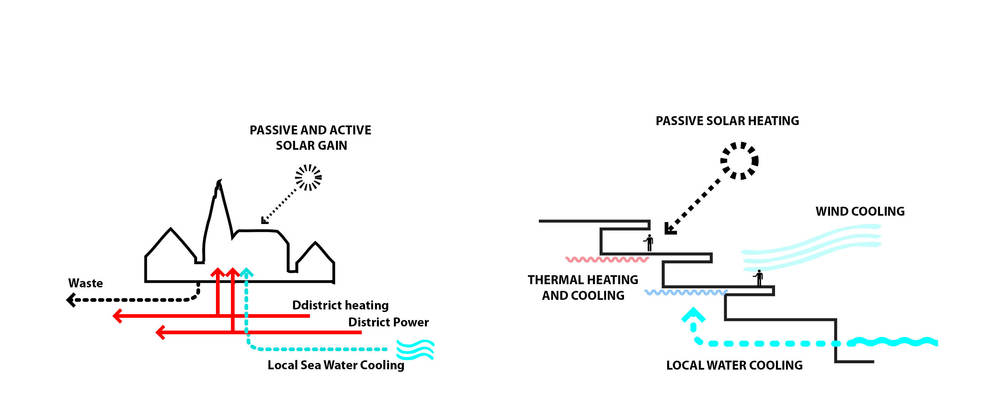 PASSIVE AND ACTIVE
SOLAR GAIN
Waste
Ddistrict heating
District Power
Local Sea Water Cooling
PASSIVE SOLAR HEATING
WIND COOLING
THERMAL HEATING
AND COOLING
LOCAL WATER COOLING